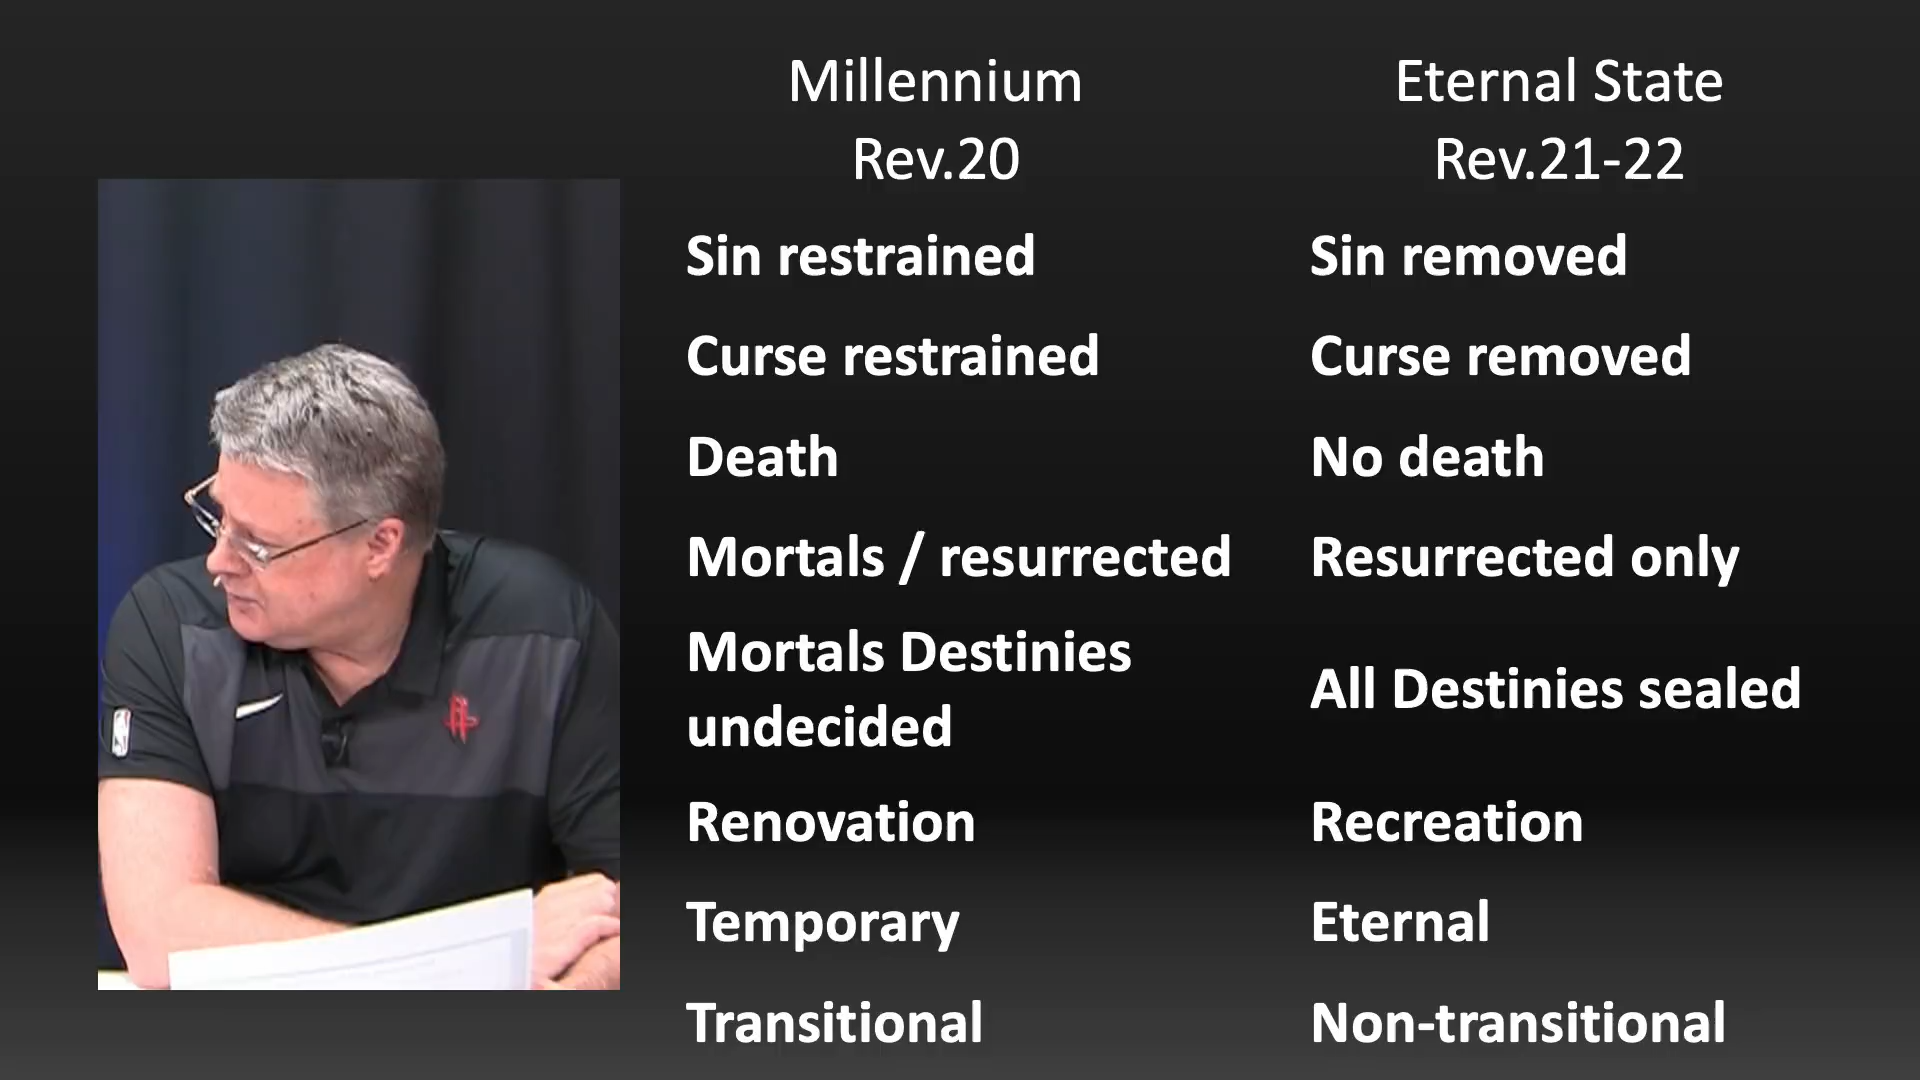 Millennium
Rev.20
Eternal State
Rev.21-22
Sin restrained
Sin removed
Curse restrained
Curse removed
Death
No death
Mortals / resurrected
Resurrected only
Mortals Destinies
undecided
All Destinies sealed
Renovation
Recreation
Temporary
Eternal
Transitional
Non-transitional